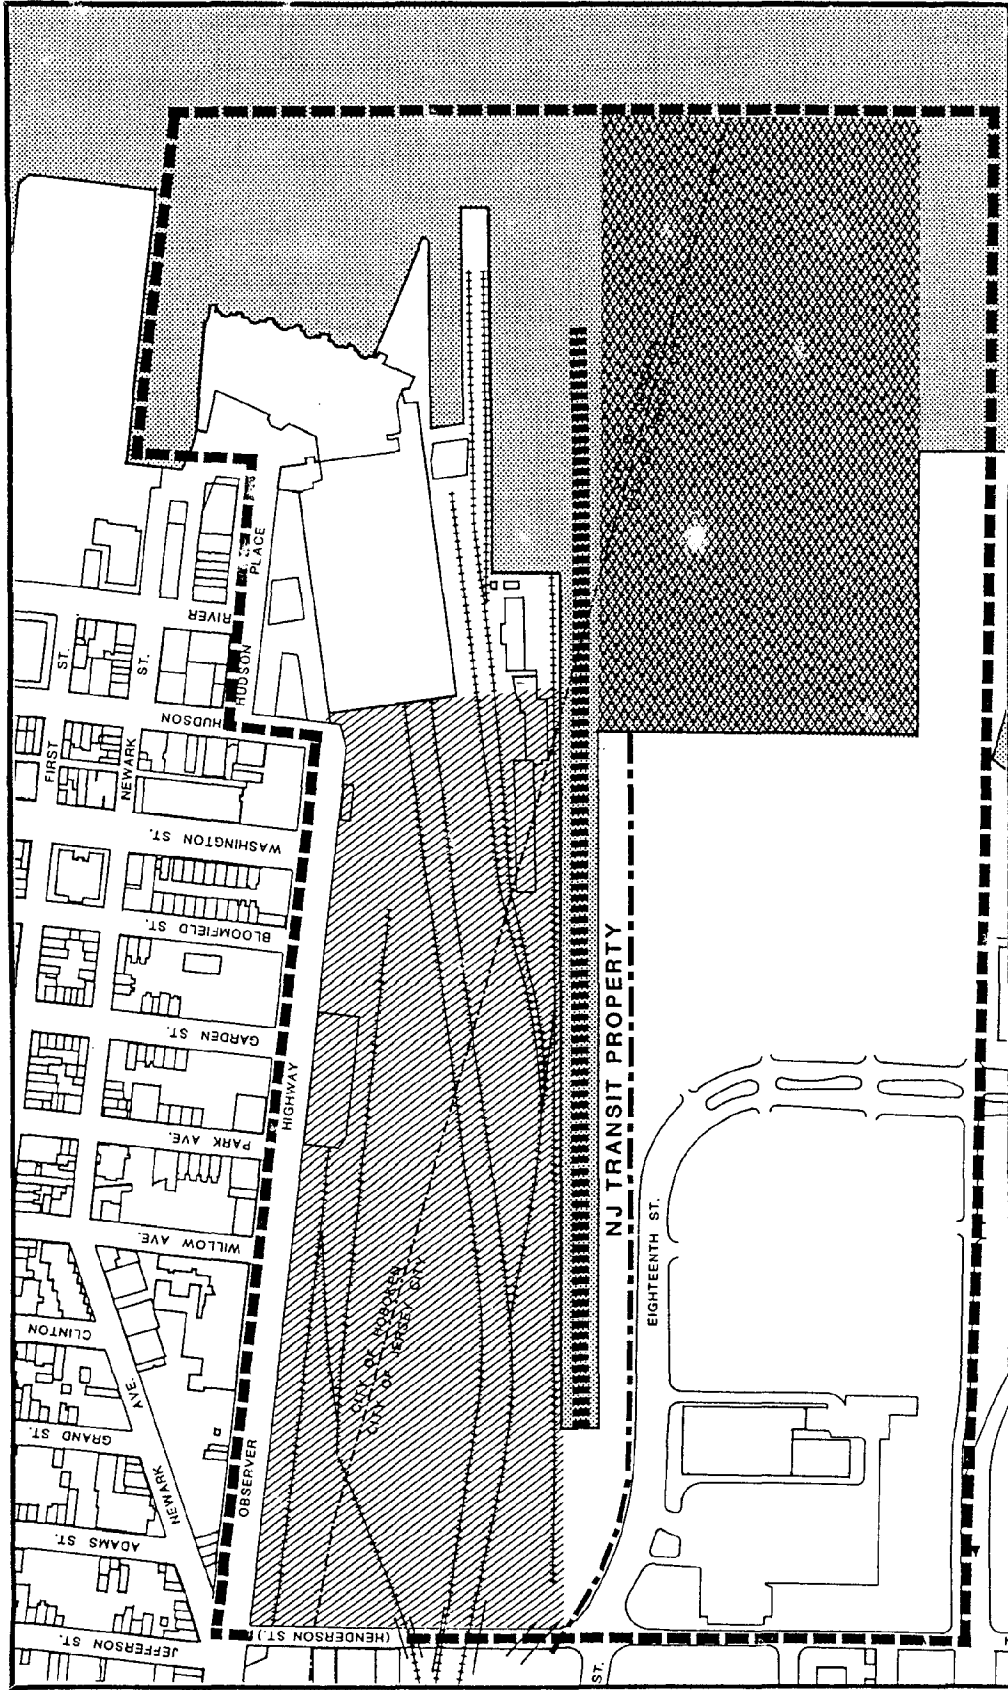 RIVER
ST.
ST.
HUDSON
PLACE
HUDSON
HUDSON
FIRST
NEWARK
WASHINGTON ST.
BLOOMFIELD ST.
GARDEN ST.
PARK AVE.
WILLOW AVE.
HIGHWAY
OBSERVER
CLINTON
AVE.
GRAND ST.
NEWARK
ADAMS ST.
JEFFERSON ST.
CITY OF HOBOKEN
CITY OF JERSEY CITY
NJ TRANSIT PROPERTY
EIGHTEENTH ST.
(HENDERSON ST.)
ST.